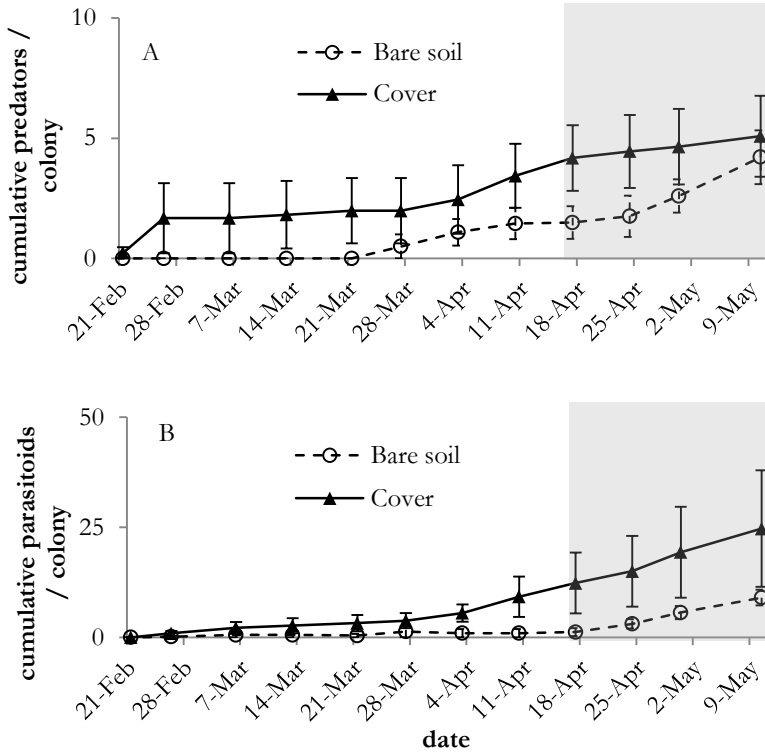 10
5
0
cumulative predators /
colony
A
Bare soil
Cover
21-Feb
28-Feb
7-Mar
14-Mar
21-Mar
28-Mar
4-Apr
11-Apr
18-Apr
25-Apr
2-May
9-May
50
25
0
cumulative parasitoids
/ colony
B
Bare soil
Cover
21-Feb
28-Feb
7-Mar
14-Mar
21-Mar
28-Mar
4-Apr
11-Apr
18-Apr
25-Apr
2-May
9-May
date